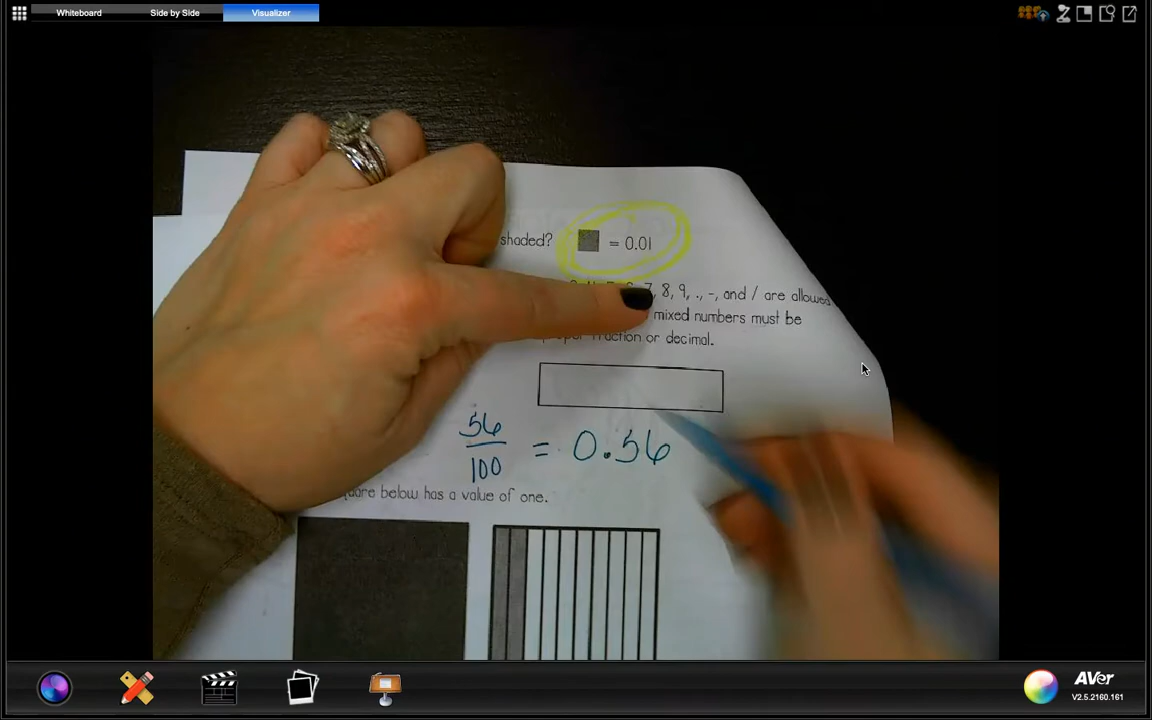 Whiteboard Side by Side Visualizer
shaded? = 0.01
7, 8, 9, ., -, and / are allowed
mixed numbers must be
fraction or decimal.
56
100
= 0.56
below has a value of one.
AVer
V2.5.2160.161